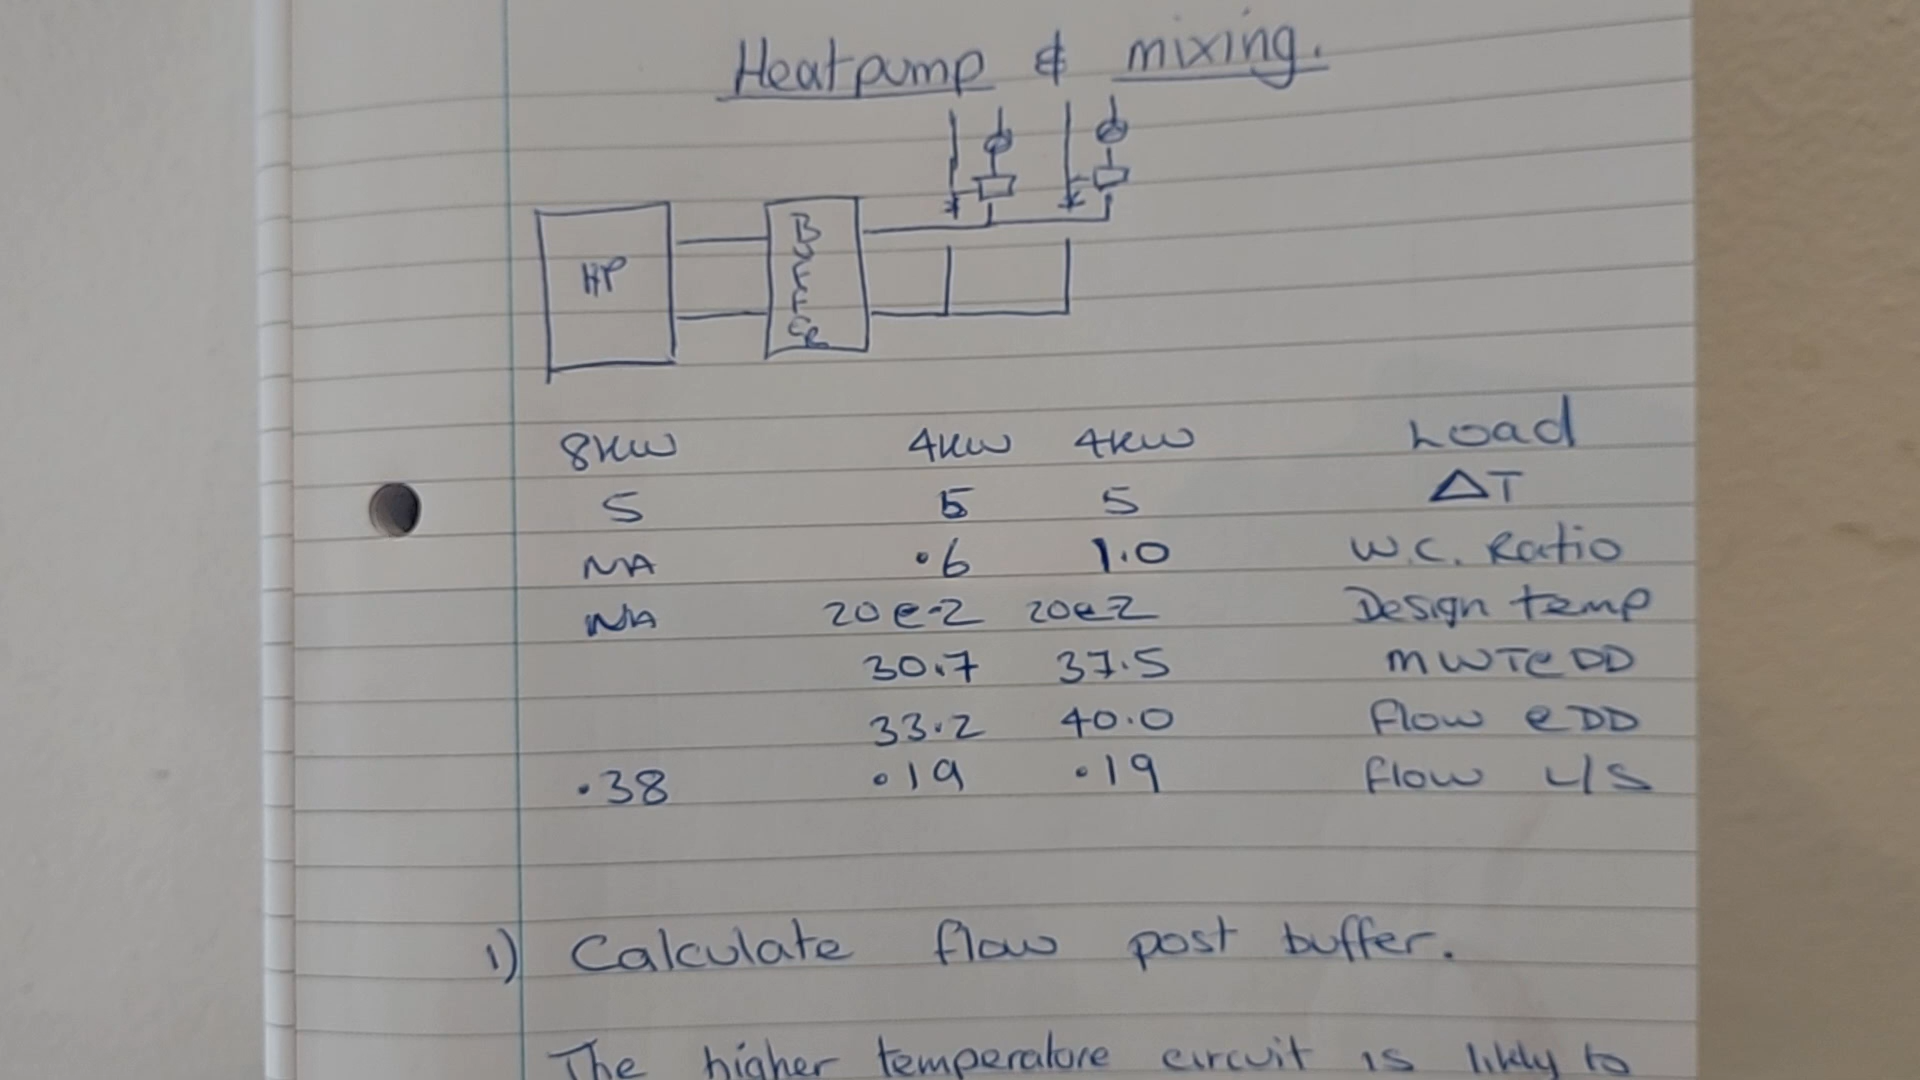 Heatpump & mixing.
HP
BUFFER
8KW 4KW 4KW Load
5 5 5 ΔT
NA .6 1.0 W.C. Ratio
NA 20@-2 20@2 Design temp
30.7 37.5 MWT@DD
33.2 40.0 flow @DD
.38 .19 .19 flow L/S
1) Calculate flow post buffer.
The higher temperature circuit is likly to